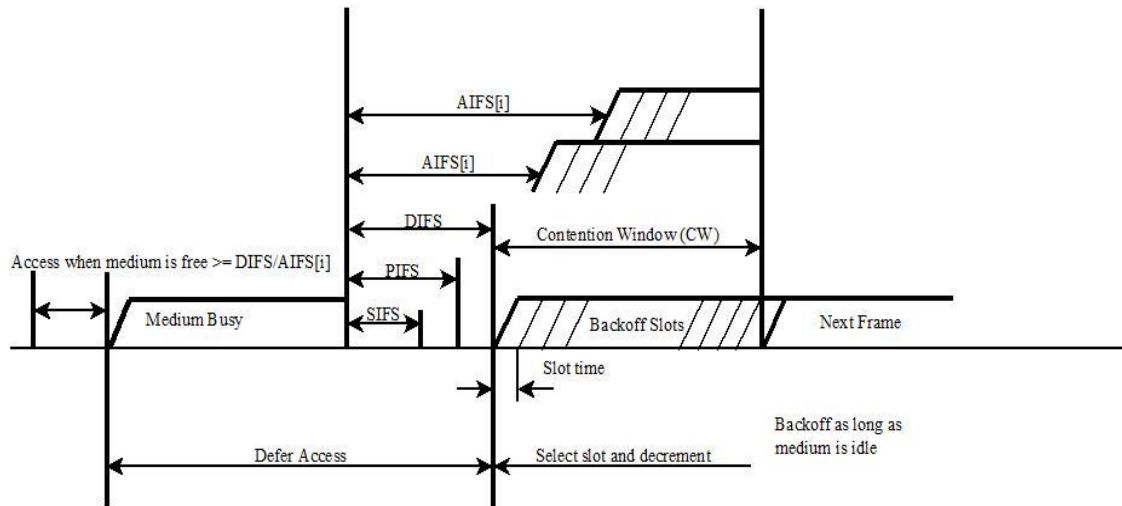 AIFS[i]
AIFS[i]
DIFS
Contention Window (CW)
Access when medium is free >= DIFS/AIFS[i]
PIFS
Medium Busy
SIFS
Backoff Slots
Next Frame
Slot time
Backoff as long as
medium is idle
Defer Access
Select slot and decrement